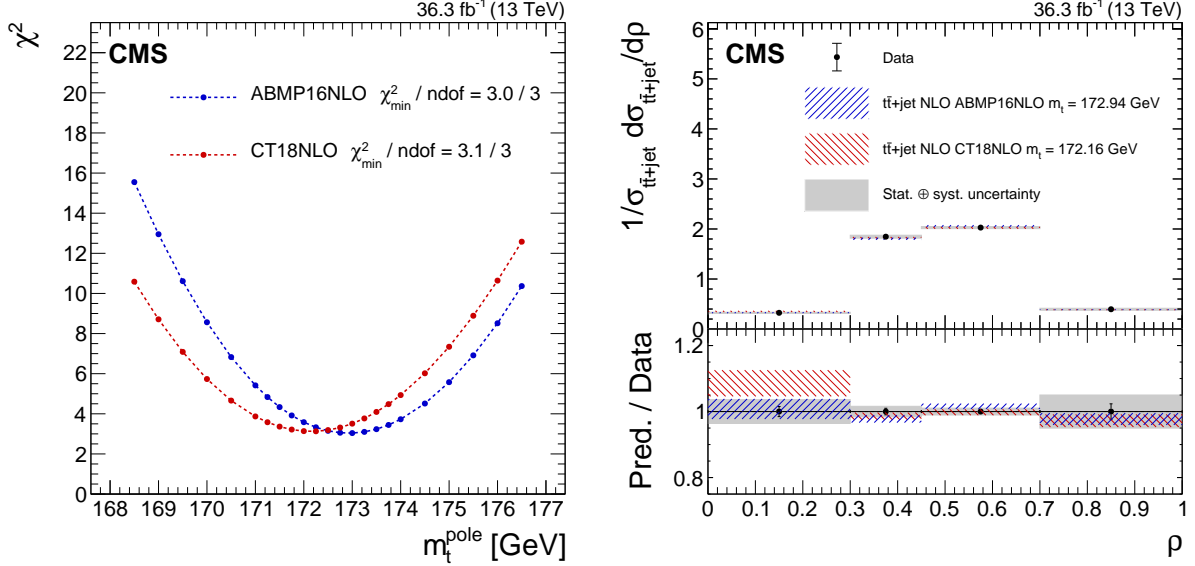 36.3 fb⁻¹ (13 TeV)
χ²
CMS
ABMP16NLO χ²min / ndof = 3.0 / 3
CT18NLO χ²min / ndof = 3.1 / 3
22
20
18
16
14
12
10
8
6
4
2
0
168 169 170 171 172 173 174 175 176 177
m_t^pole [GeV]
36.3 fb⁻¹ (13 TeV)
1/σ_tt̄+jet dσ_tt̄+jet/dρ
CMS
Data
tt̄+jet NLO ABMP16NLO m_t = 172.94 GeV
tt̄+jet NLO CT18NLO m_t = 172.16 GeV
Stat. ⊕ syst. uncertainty
6
5
4
3
2
1
0
Pred. / Data
1.2
1
0.8
0 0.1 0.2 0.3 0.4 0.5 0.6 0.7 0.8 0.9 1
ρ